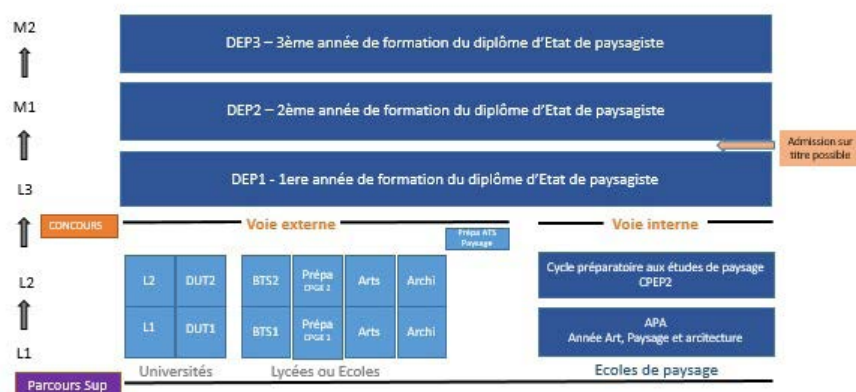 M2
DEP3 – 3ème année de formation du diplôme d'Etat de paysagiste
M1
DEP2 – 2ème année de formation du diplôme d'Etat de paysagiste
Admission sur
titre possible
L3
DEP1 - 1ere année de formation du diplôme d'Etat de paysagiste
CONCOURS
Voie externe
Voie interne
Prépa ATS
Paysage
L2
L2
DUT2
BTS2
Prépa
CPGE 2
Arts
Archi
Cycle préparatoire aux études de paysage
CPEP2
L1
L1
DUT1
BTS1
Prépa
CPGE 1
Arts
Archi
APA
Année Art, Paysage et arcitecture
Universités
Lycées ou Ecoles
Ecoles de paysage
Parcours Sup